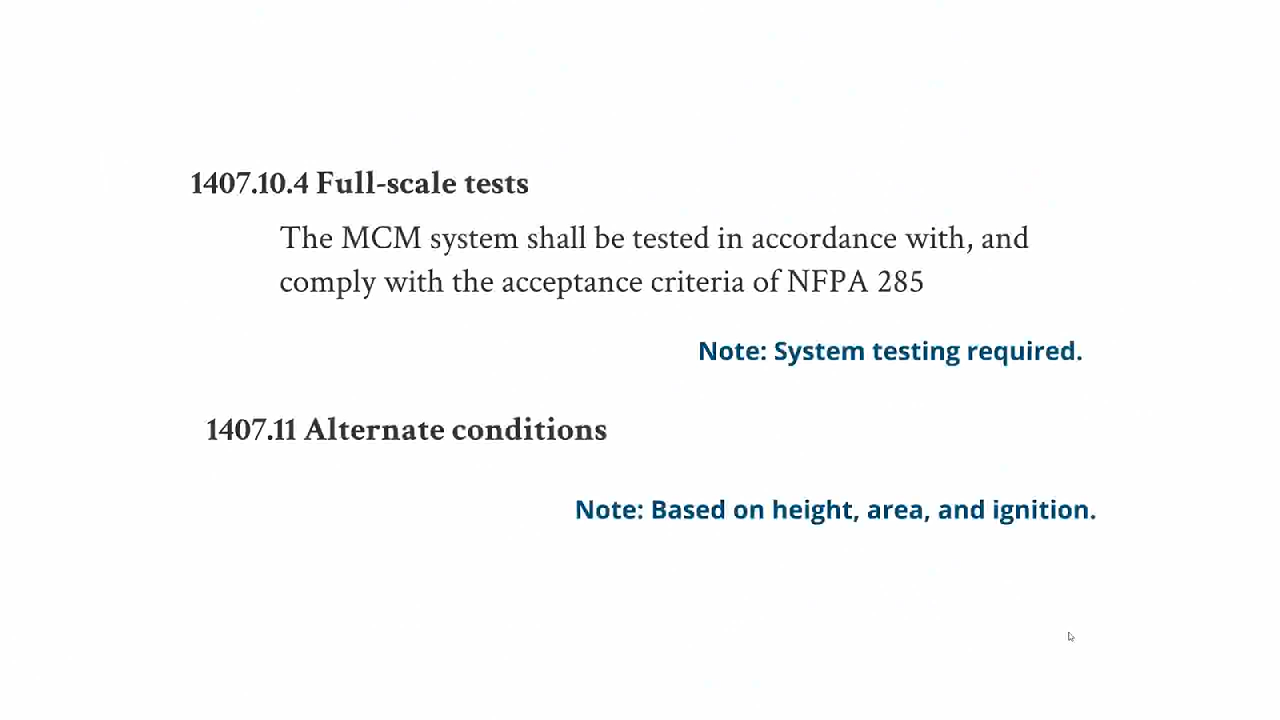 1407.10.4 Full-scale tests
The MCM system shall be tested in accordance with, and
comply with the acceptance criteria of NFPA 285
Note: System testing required.
1407.11 Alternate conditions
Note: Based on height, area, and ignition.